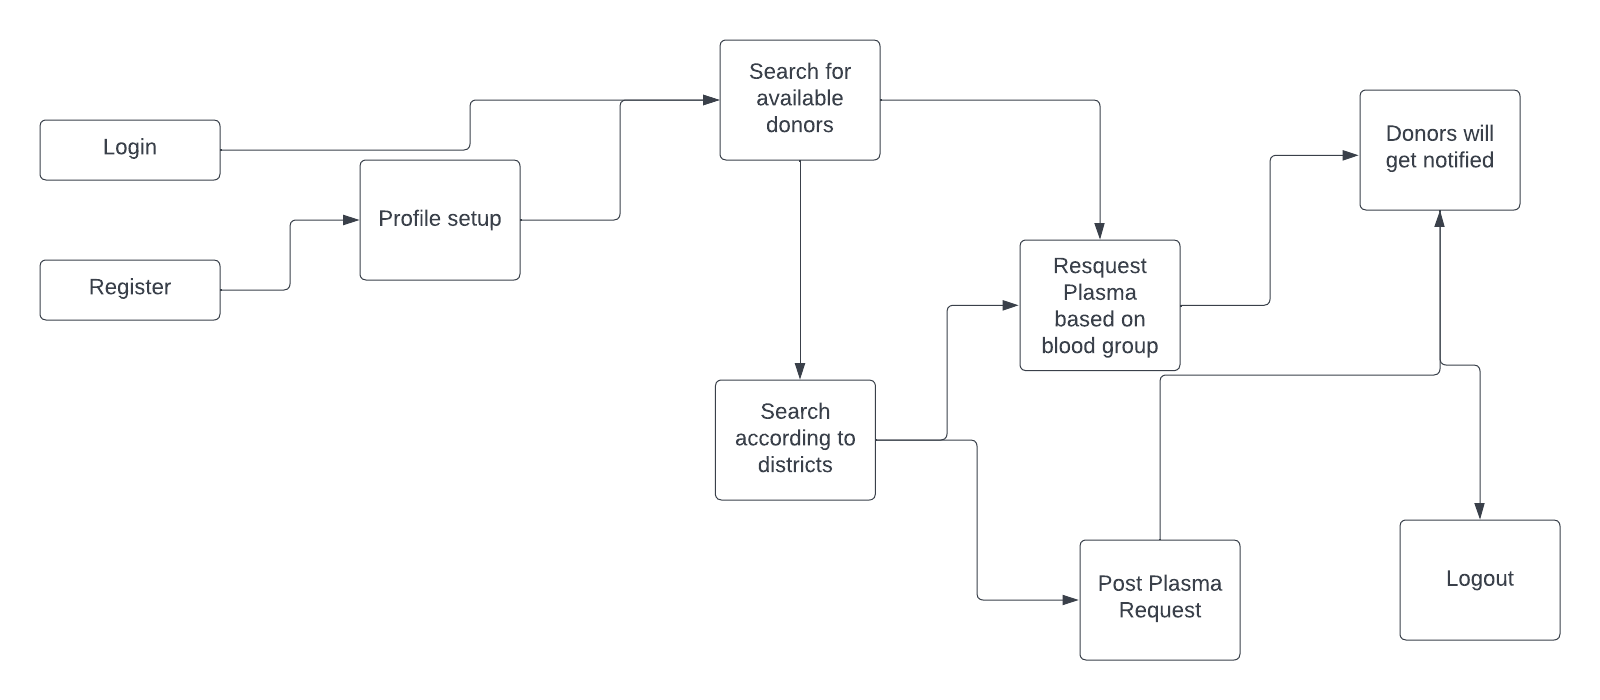 Login
Register
Profile setup
Search for
available
donors
Search
according to
districts
Resquest
Plasma
based on
blood group
Post Plasma
Request
Donors will
get notified
Logout